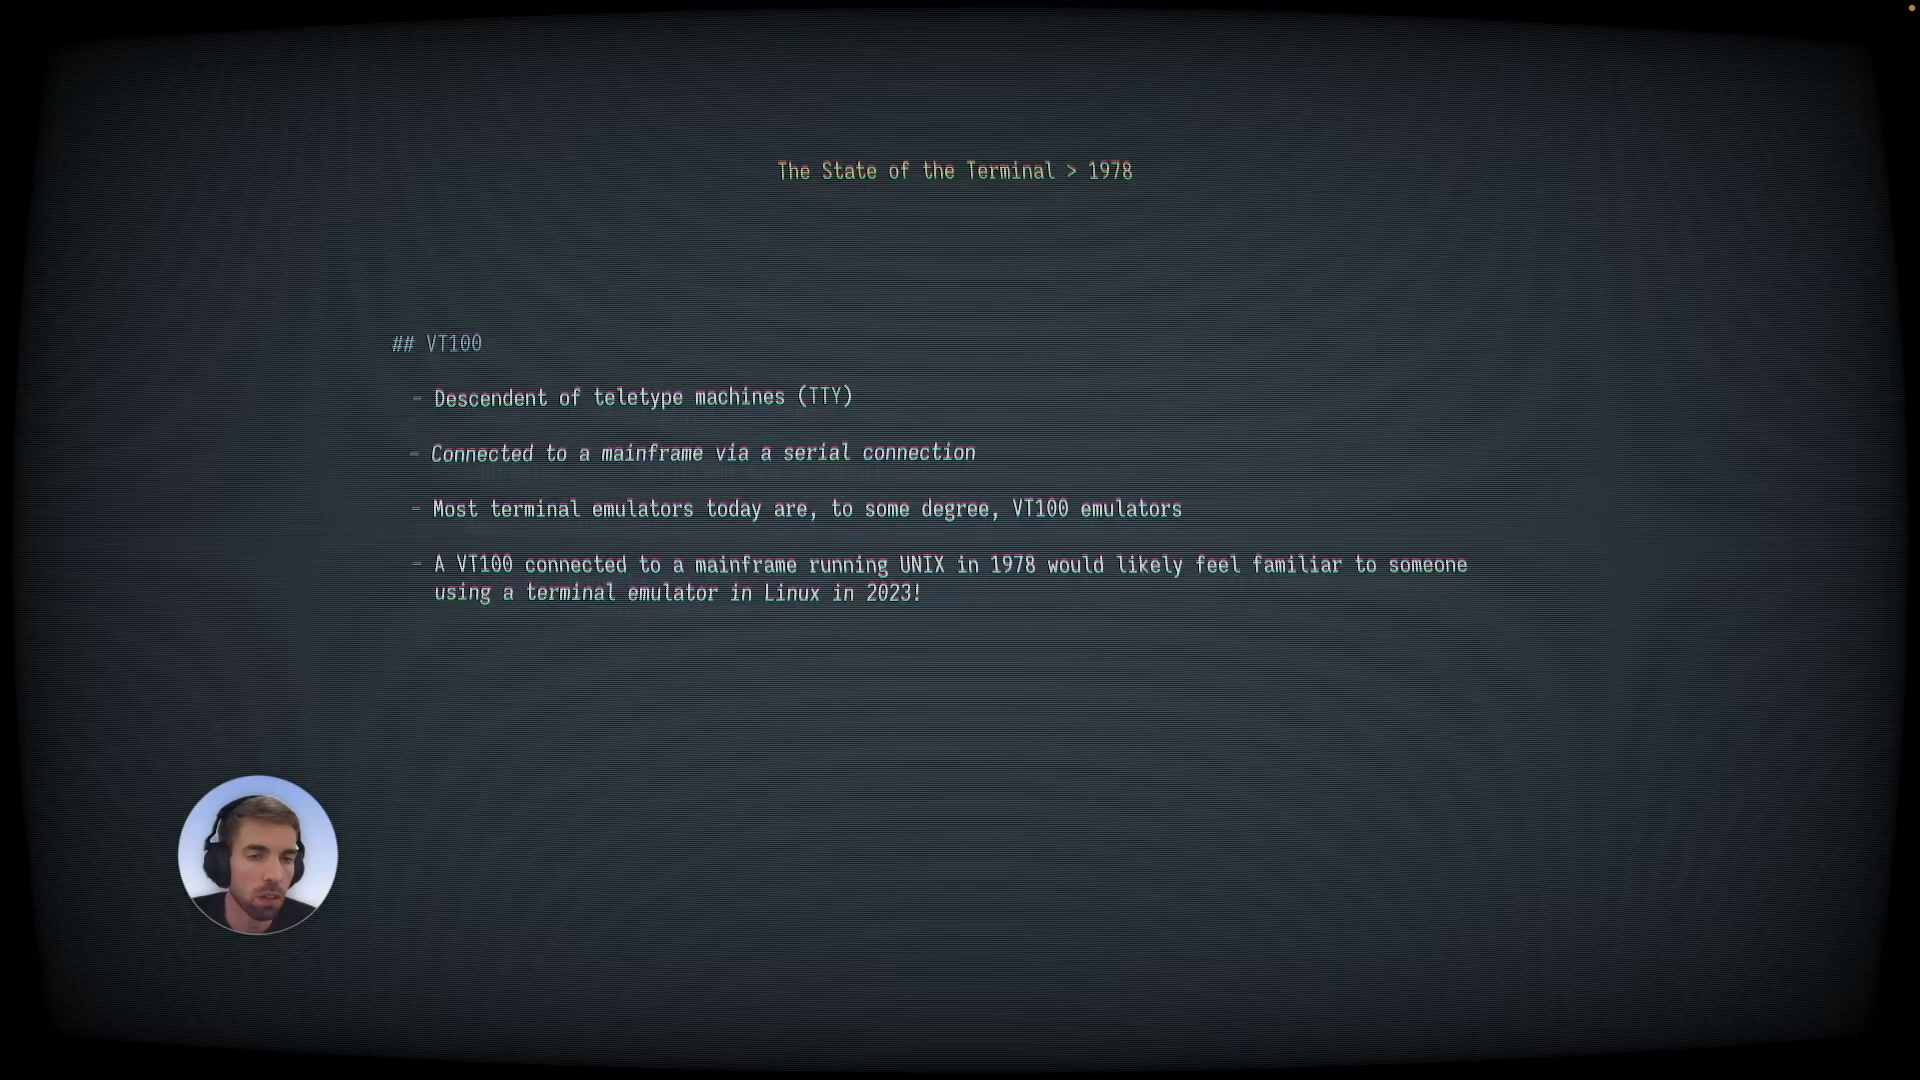 The State of the Terminal > 1978
## VT100
- Descendent of teletype machines (TTY)
- Connected to a mainframe via a serial connection
- Most terminal emulators today are, to some degree, VT100 emulators
- A VT100 connected to a mainframe running UNIX in 1978 would likely feel familiar to someone
using a terminal emulator in Linux in 2023!